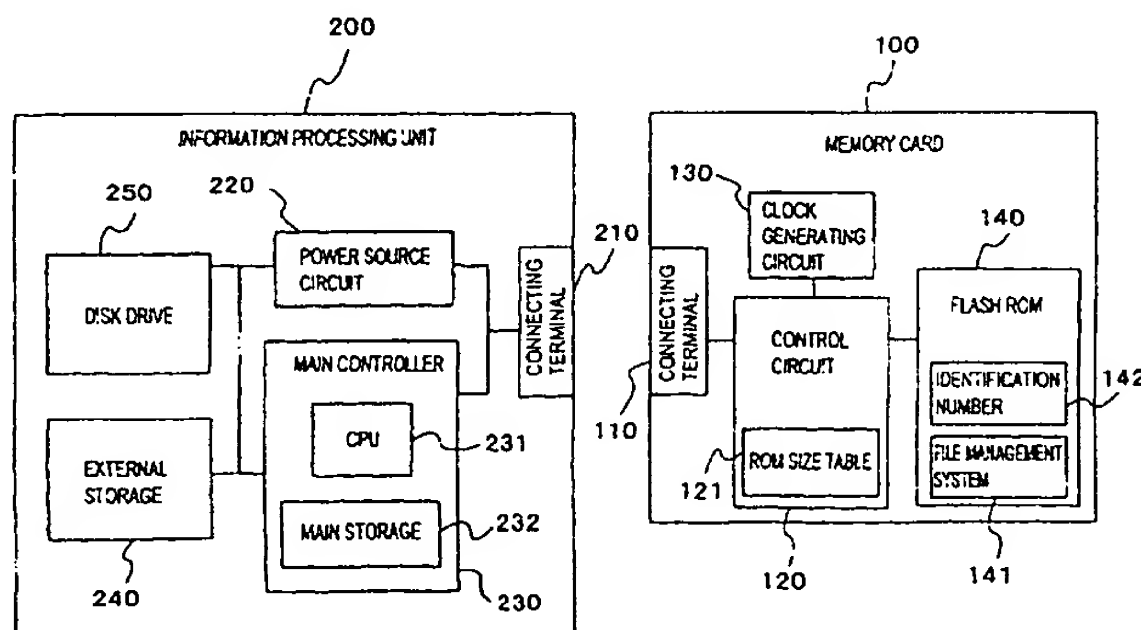 200
100
INFORMATION PROCESSING UNIT
MEMORY CARD
250
220
130
CLOCK
GENERATING
CIRCUIT
140
210
POWER SOURCE
CIRCUIT
CONNECTING
TERMINAL
CONNECTING
TERMINAL
DISK DRIVE
FLASH ROM
CONTROL
CIRCUIT
MAIN CONTROLLER
IDENTIFICATION
NUMBER
142
CPU
231
110
EXTERNAL
STORAGE
ROM SIZE TABLE
FILE MANAGEMENT
SYSTEM
121
MAIN STORAGE
232
240
230
120
141